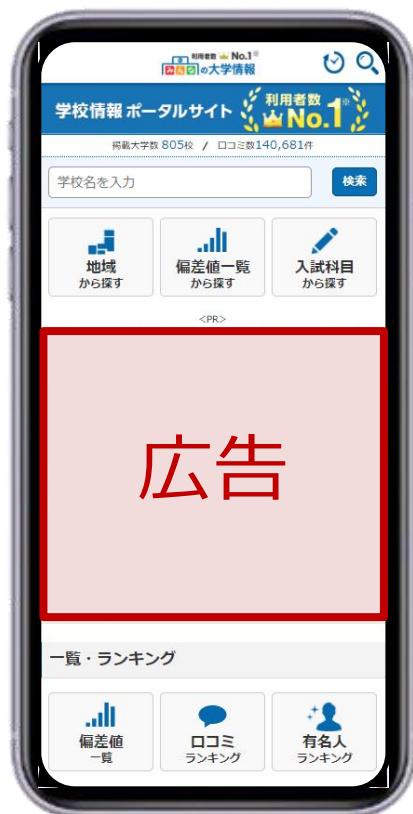 利用者数 No.1※
みんなの大学情報
学校情報 ポータルサイト 利用者数 No.1※
掲載大学数 805校 / 口コミ数140,681件
学校名を入力 検索
地域 偏差値一覧 入試科目
から探す から探す から探す
<PR>
広告
一覧・ランキング
偏差値 口コミ 有名人
一覧 ランキング ランキング